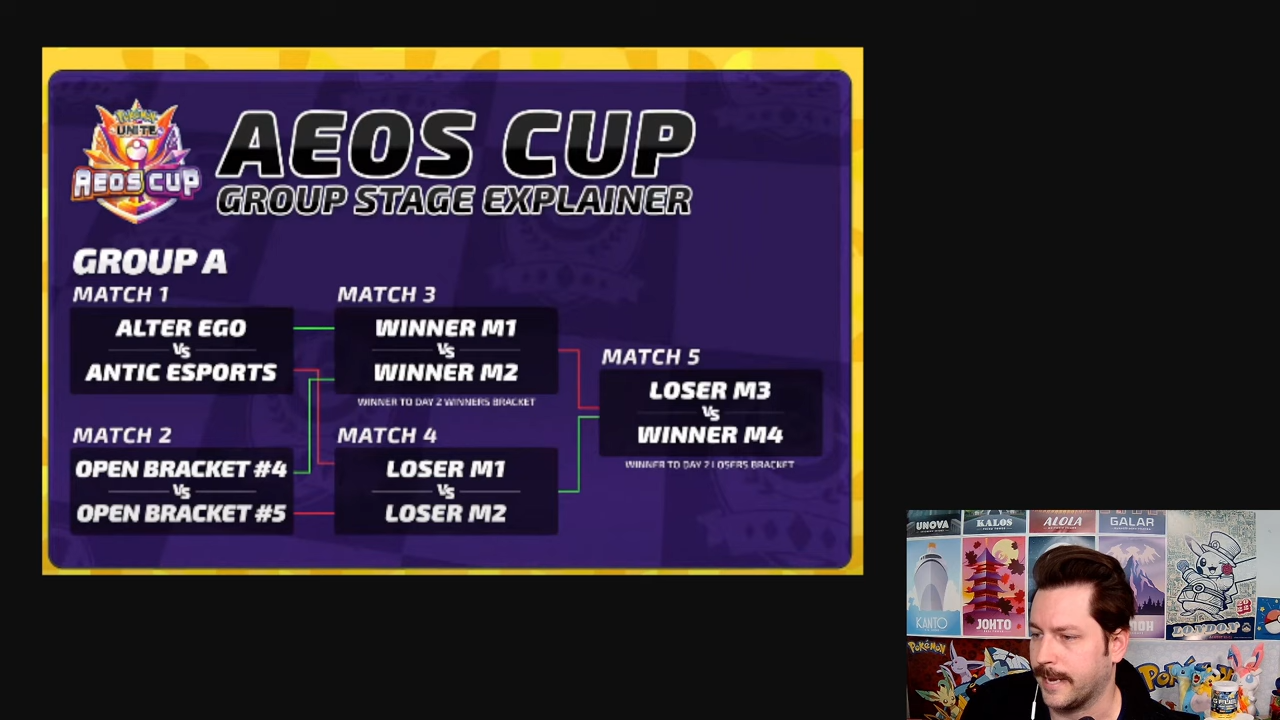 POKÉMON
UNITE
AEOS CUP
AEOS CUP
GROUP STAGE EXPLAINER
GROUP A
MATCH 1
ALTER EGO
VS
ANTIC ESPORTS
MATCH 2
OPEN BRACKET #4
VS
OPEN BRACKET #5
MATCH 3
WINNER M1
VS
WINNER M2
WINNER TO DAY 2 WINNERS BRACKET
MATCH 4
LOSER M1
VS
LOSER M2
MATCH 5
LOSER M3
VS
WINNER M4
WINNER TO DAY 2 LOSERS BRACKET
UNOVA
KALOS
ALOLA
GALAR
KANTO
JOHTO
LONDON
POKÉMON